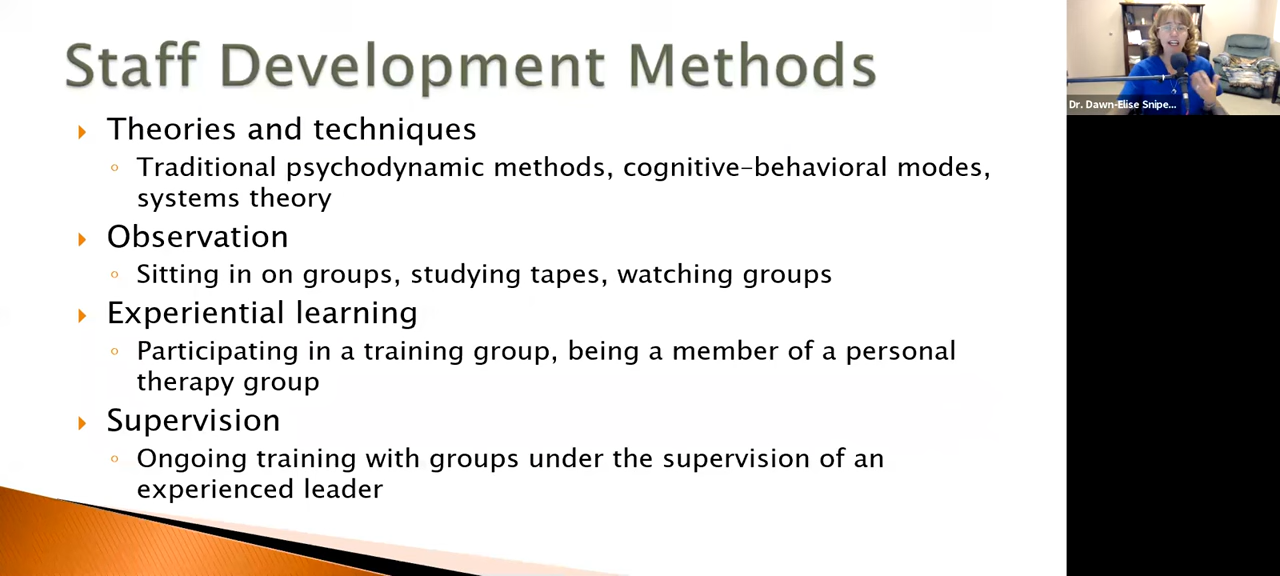 Staff Development Methods
Theories and techniques
Traditional psychodynamic methods, cognitive-behavioral modes,
systems theory
Observation
Sitting in on groups, studying tapes, watching groups
Experiential learning
Participating in a training group, being a member of a personal
therapy group
Supervision
Ongoing training with groups under the supervision of an
experienced leader
Dr. Dawn-Elise Snipe...